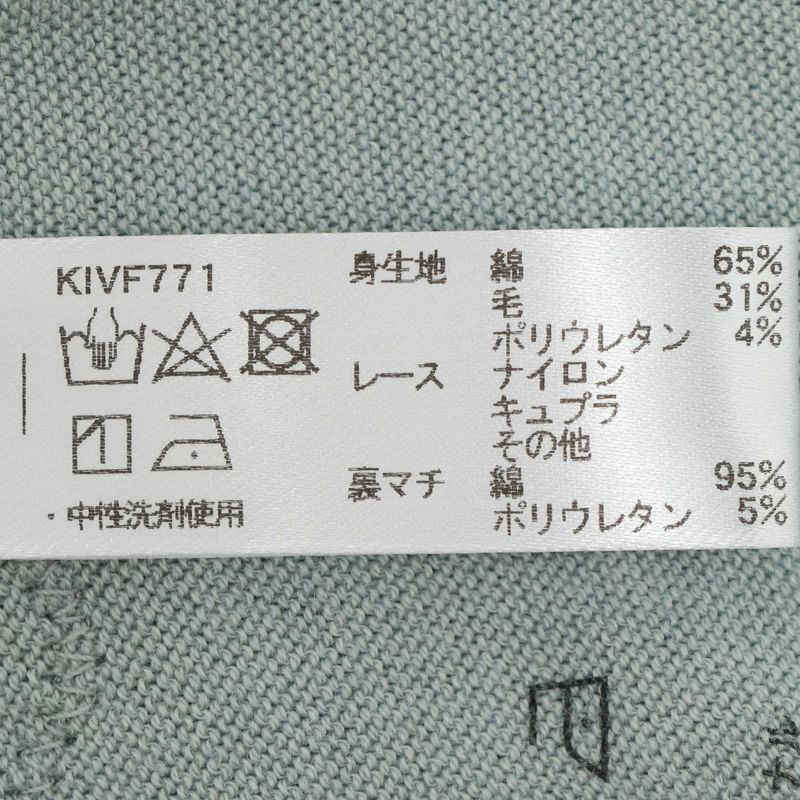 KIVF771
・中性洗剤使用
身生地 綿 65%
毛 31%
ポリウレタン 4%
レース ナイロン
キュプラ
その他
裏マチ 綿 95%
ポリウレタン 5%
ナル